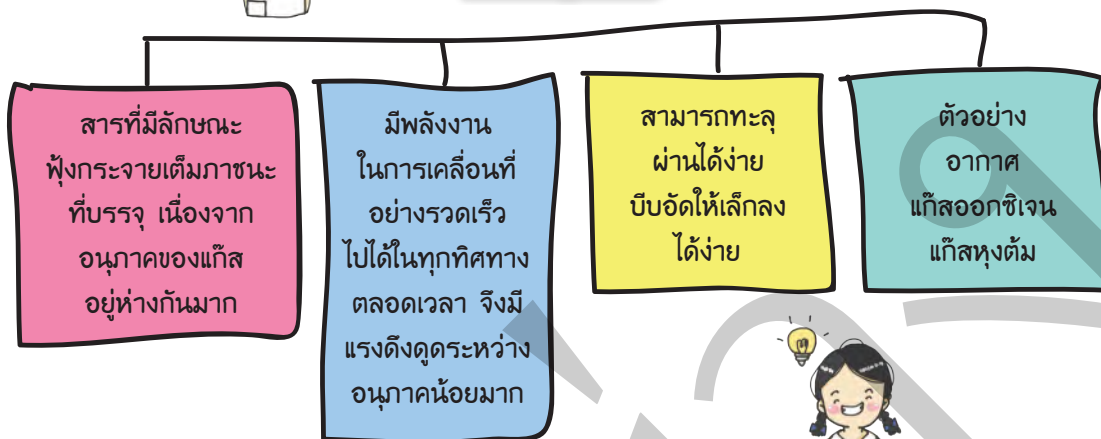 สารที่มีลักษณะ
ฟุ้งกระจายเต็มภาชนะ
ที่บรรจุ เนื่องจาก
อนุภาคของแก๊ส
อยู่ห่างกันมาก
มีพลังงาน
ในการเคลื่อนที่
อย่างรวดเร็ว
ไปได้ในทุกทิศทาง
ตลอดเวลา จึงมี
แรงดึงดูดระหว่าง
อนุภาคน้อยมาก
สามารถทะลุ
ผ่านได้ง่าย
บีบอัดให้เล็กลง
ได้ง่าย
ตัวอย่าง
อากาศ
แก๊สออกซิเจน
แก๊สหุงต้ม